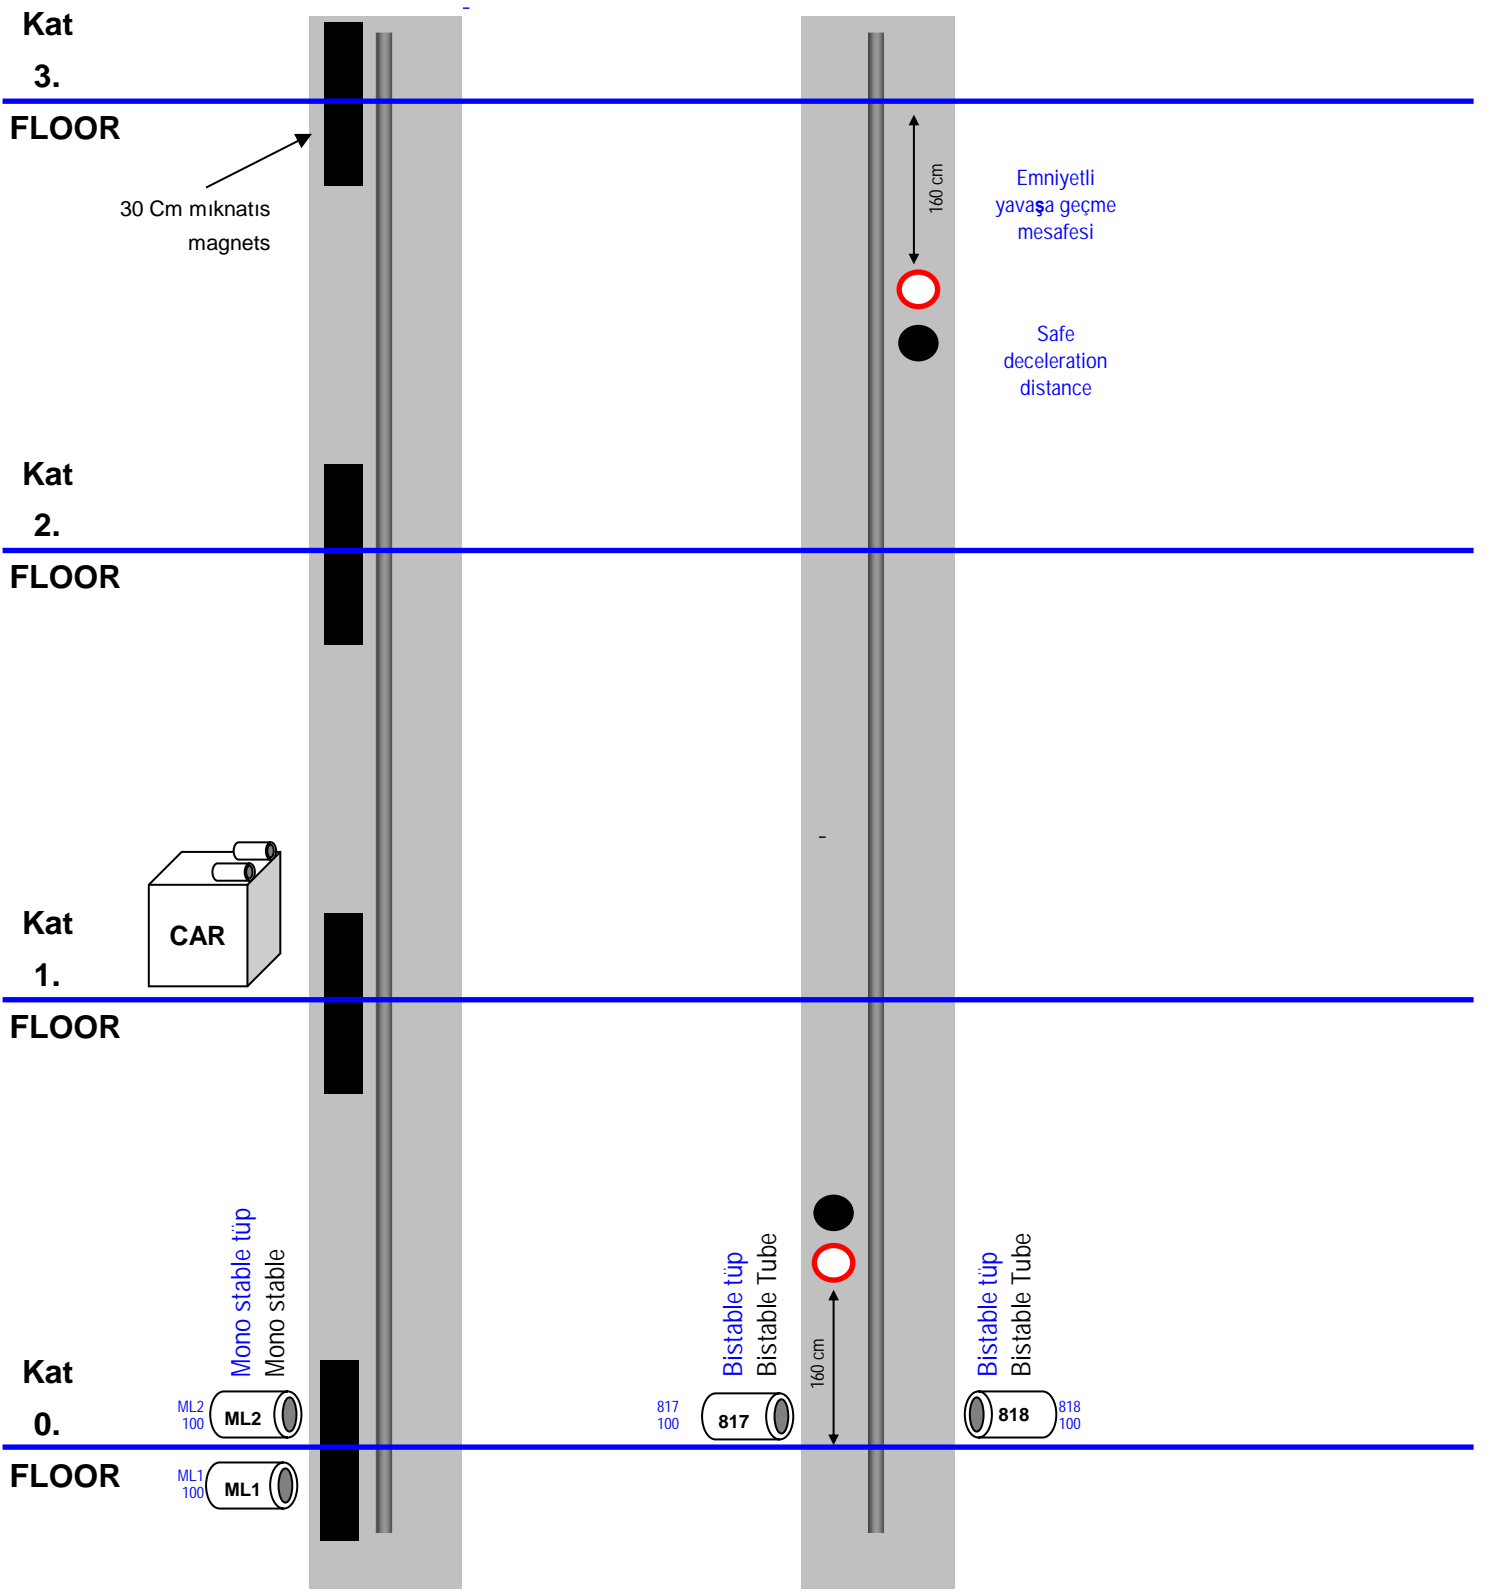 Kat
3.
FLOOR
30 Cm mıknatıs
magnets
160 cm
Emniyetli
yavaşa geçme
mesafesi
Safe
deceleration
distance
Kat
2.
FLOOR
CAR
Kat
1.
FLOOR
Mono stable tüp
Mono stable
Bistable tüp
Bistable Tube
160 cm
Bistable tüp
Bistable Tube
Kat
0.
FLOOR
ML2
100
ML2
817
100
817
818
818
100
ML1
100
ML1